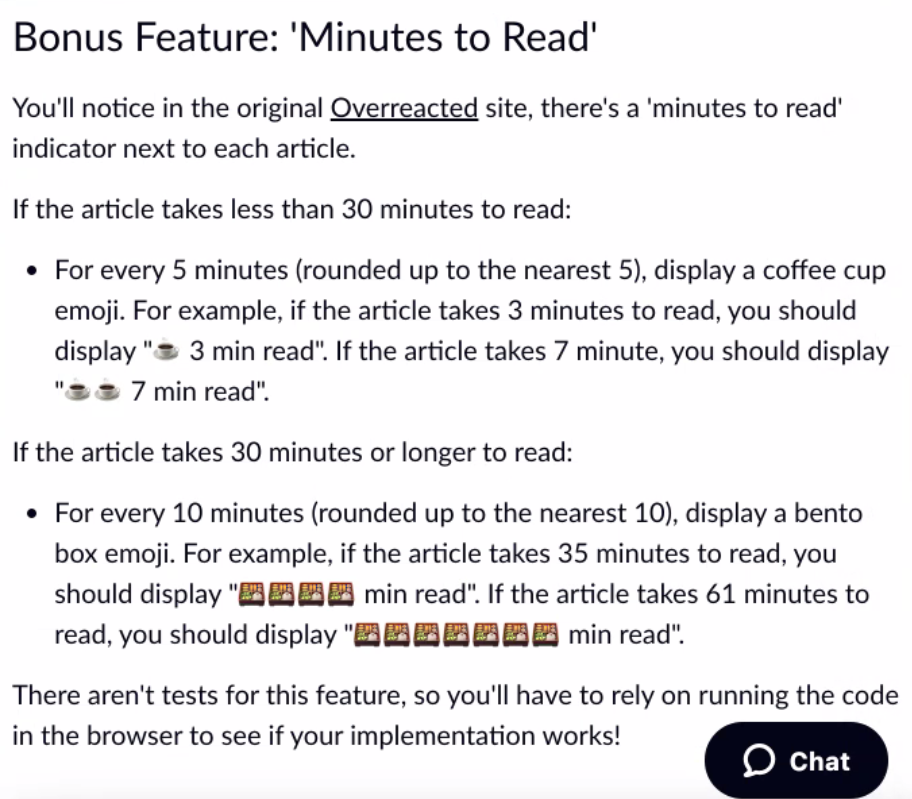 Bonus Feature: 'Minutes to Read'
You'll notice in the original Overreacted site, there's a 'minutes to read'
indicator next to each article.
If the article takes less than 30 minutes to read:
• For every 5 minutes (rounded up to the nearest 5), display a coffee cup
emoji. For example, if the article takes 3 minutes to read, you should
display "☕ 3 min read". If the article takes 7 minute, you should display
"☕☕ 7 min read".
If the article takes 30 minutes or longer to read:
• For every 10 minutes (rounded up to the nearest 10), display a bento
box emoji. For example, if the article takes 35 minutes to read, you
should display "🍱🍱🍱🍱 min read". If the article takes 61 minutes to
read, you should display "🍱🍱🍱🍱🍱🍱🍱 min read".
There aren't tests for this feature, so you'll have to rely on running the code
in the browser to see if your implementation works!
Chat